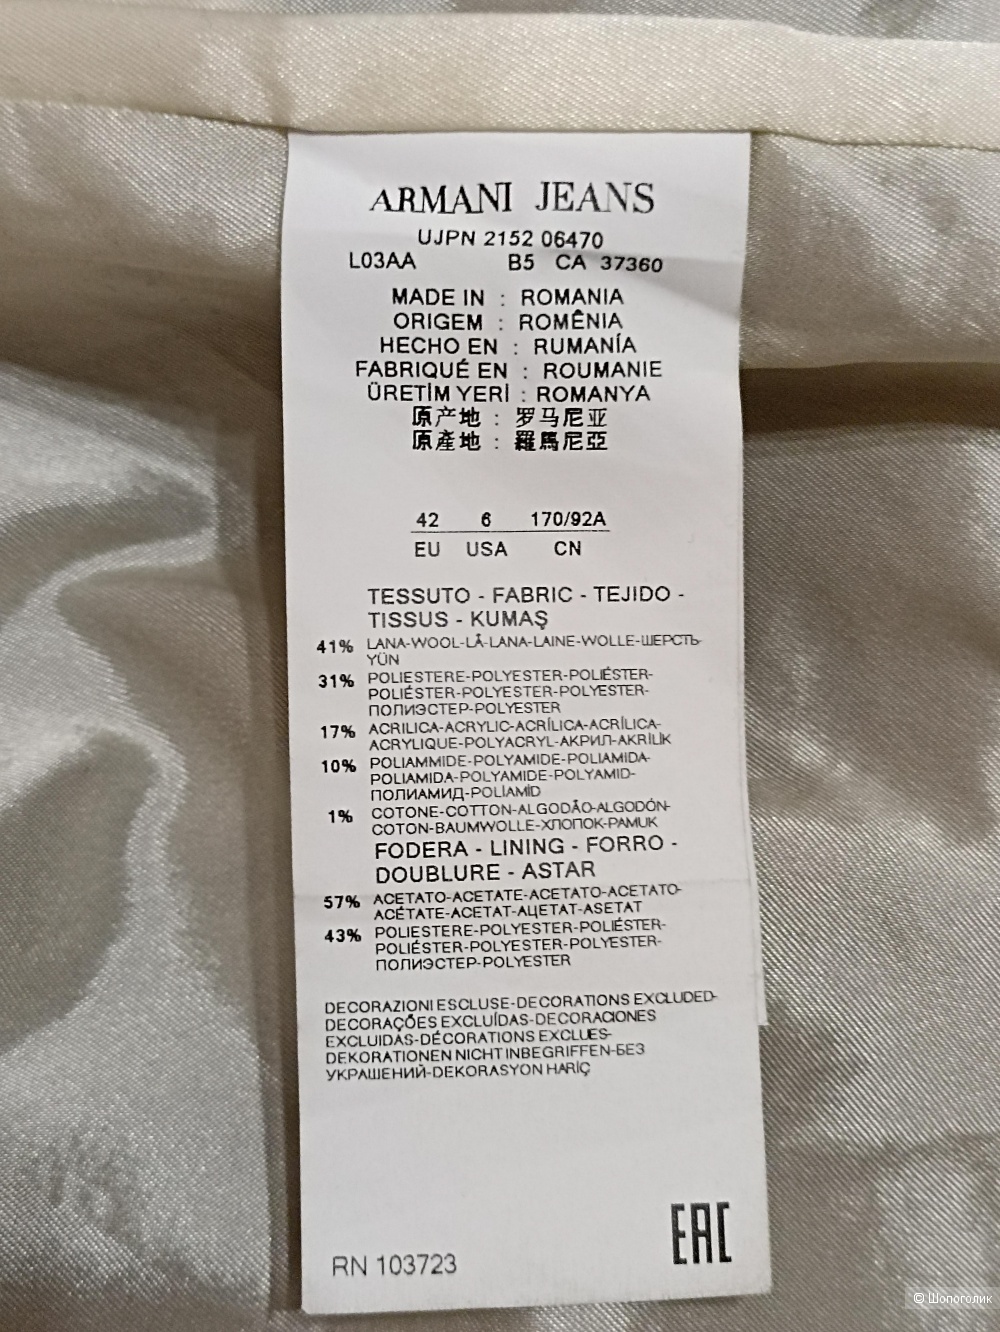 ARMANI JEANS
UJPN 2152 06470
L03AA B5 CA 37360
MADE IN : ROMANIA
ORIGEM : ROMÊNIA
HECHO EN : RUMANÍA
FABRIQUÉ EN : ROUMANIE
ÜRETİM YERİ : ROMANYA
原产地 : 罗马尼亚
原產地 : 羅馬尼亞
42 6 170/92A
EU USA CN
TESSUTO - FABRIC - TEJIDO -
TISSUS - KUMAŞ
41% LANA-WOOL-LÃ-LANA-LAINE-WOLLE-ШЕРСТЬ-
YÜN
31% POLIESTERE-POLYESTER-POLIÉSTER-
POLIÉSTER-POLYESTER-POLYESTER-
ПОЛИЭСТЕР-POLYESTER
17% ACRILICA-ACRYLIC-ACRÍLICA-ACRÍLICA-
ACRYLIQUE-POLYACRYL-АКРИЛ-AKRİLİK
10% POLIAMMIDE-POLYAMIDE-POLIAMIDA-
POLIAMIDA-POLYAMIDE-POLYAMID-
ПОЛИАМИД-POLİAMİD
1% COTONE-COTTON-ALGODÃO-ALGODÓN-
COTON-BAUMWOLLE-ХЛОПОК-PAMUK
FODERA - LINING - FORRO -
DOUBLURE - ASTAR
57% ACETATO-ACETATE-ACETATO-ACETATO-
ACÉTATE-ACETAT-АЦЕТАТ-ASETAT
43% POLIESTERE-POLYESTER-POLIÉSTER-
POLIÉSTER-POLYESTER-POLYESTER-
ПОЛИЭСТЕР-POLYESTER
DECORAZIONI ESCLUSE-DECORATIONS EXCLUDED-
DECORAÇÕES EXCLUÍDAS-DECORACIONES
EXCLUIDAS-DÉCORATIONS EXCLUES-
DEKORATIONEN NICHT INBEGRIFFEN-БЕЗ
УКРАШЕНИЙ-DEKORASYON HARİÇ
EAC
RN 103723
© Шопоголик